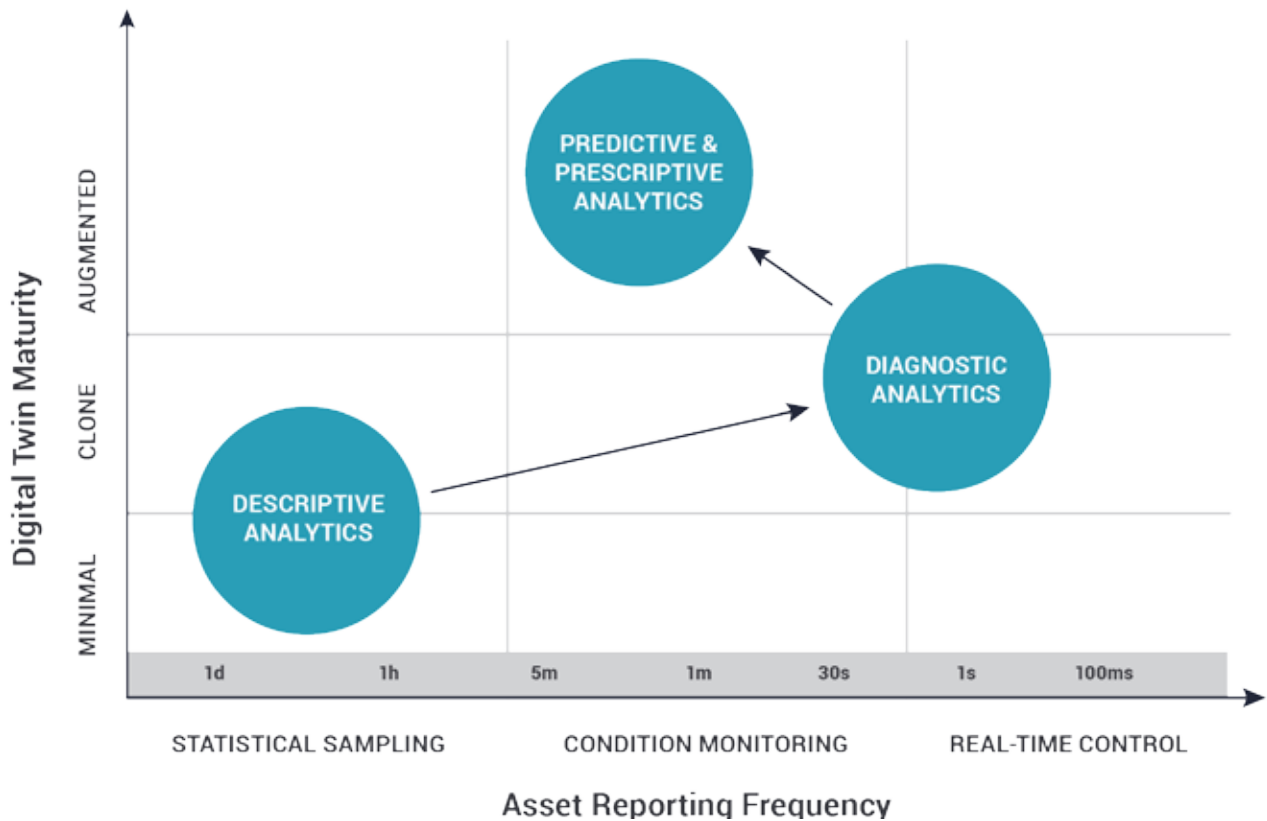 PREDICTIVE &
PRESCRIPTIVE
ANALYTICS
DIAGNOSTIC
ANALYTICS
DESCRIPTIVE
ANALYTICS
Digital Twin Maturity
AUGMENTED
CLONE
MINIMAL
1d 1h 5m 1m 30s 1s 100ms
STATISTICAL SAMPLING CONDITION MONITORING REAL-TIME CONTROL
Asset Reporting Frequency